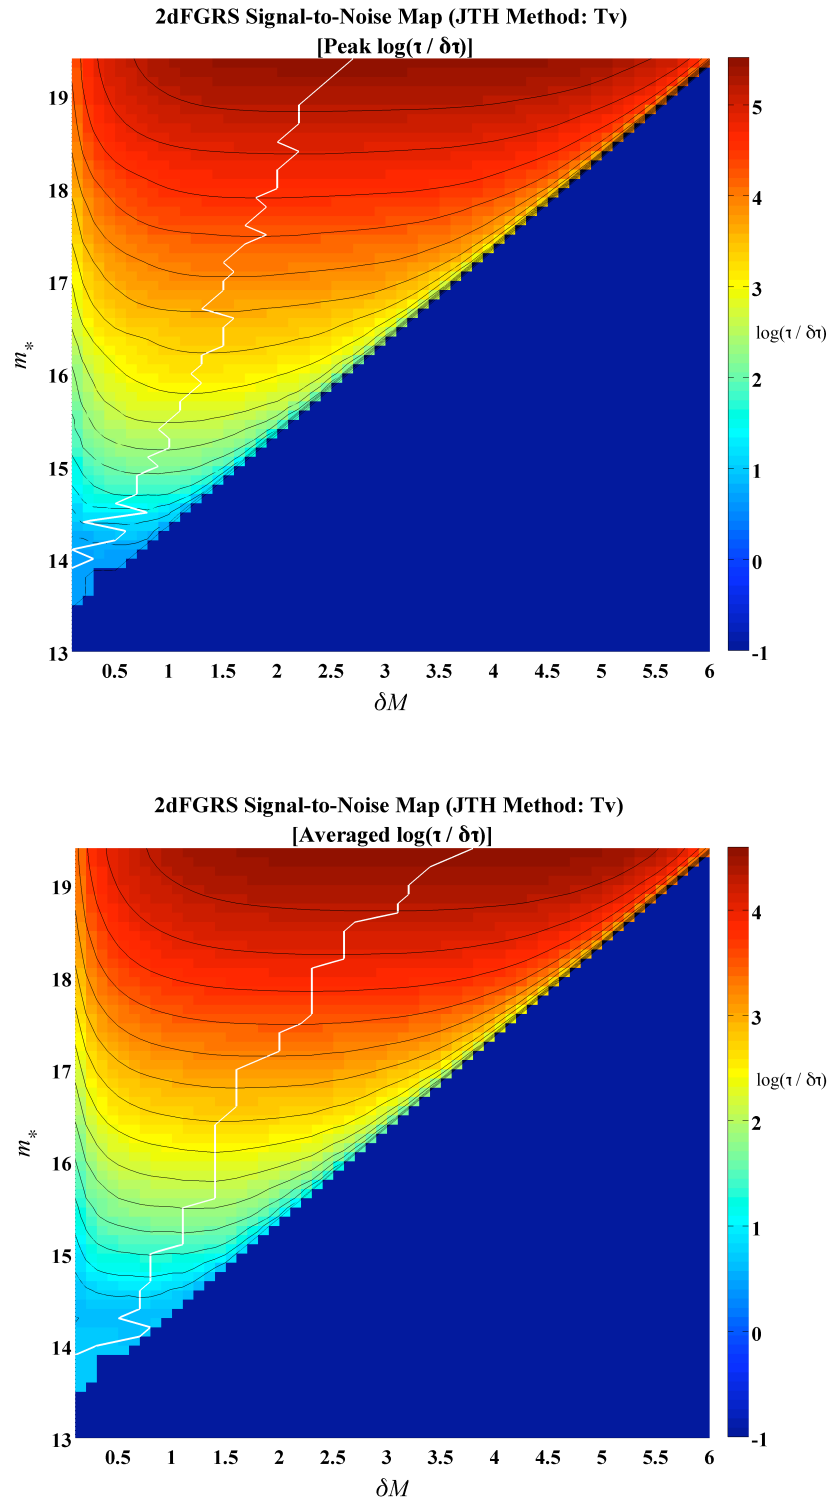 2dFGRS Signal-to-Noise Map (JTH Method: Tv)
[Peak log(τ / δτ)]
19
18
17
16
15
14
13
m*
0.5 1 1.5 2 2.5 3 3.5 4 4.5 5 5.5 6
δM
5
4
3
2
1
0
-1
log(τ / δτ)
2dFGRS Signal-to-Noise Map (JTH Method: Tv)
[Averaged log(τ / δτ)]
19
18
17
16
15
14
13
m*
0.5 1 1.5 2 2.5 3 3.5 4 4.5 5 5.5 6
δM
4
3
2
1
0
-1
log(τ / δτ)